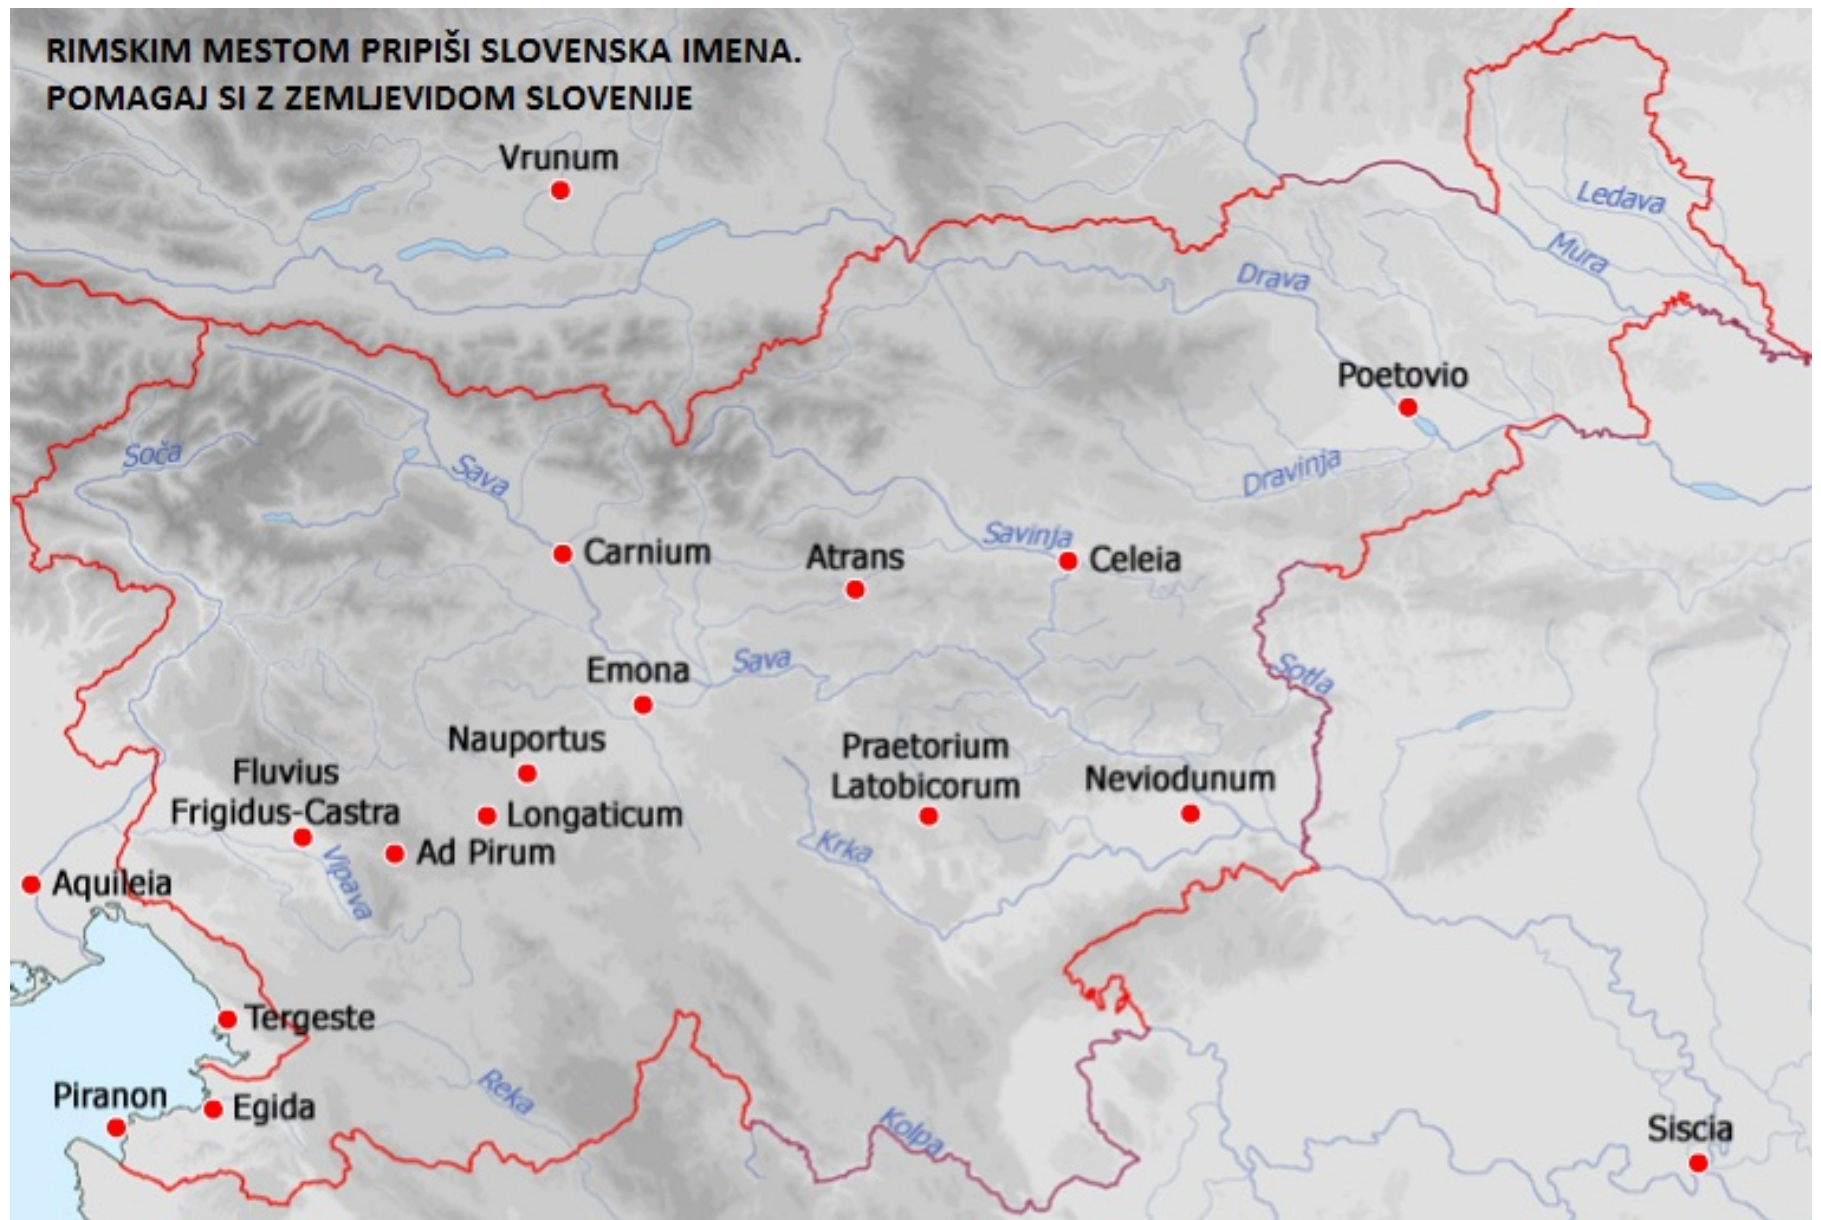 RIMSKIM MESTOM PRIPIŠI SLOVENSKA IMENA.
POMAGAJ SI Z ZEMLJEVIDOM SLOVENIJE
Vrunum
Ledava
Mura
Drava
Poetovio
Soča
Sava
Dravinja
Savinja
Carnium
Atrans
Celeia
Emona
Sava
Sotla
Nauportus
Praetorium
Latobicorum
Fluvius
Frigidus-Castra
Neviodunum
Longaticum
Ad Pirum
Krka
Vipava
Aquileia
Tergeste
Piranon
Egida
Reka
Kolpa
Siscia